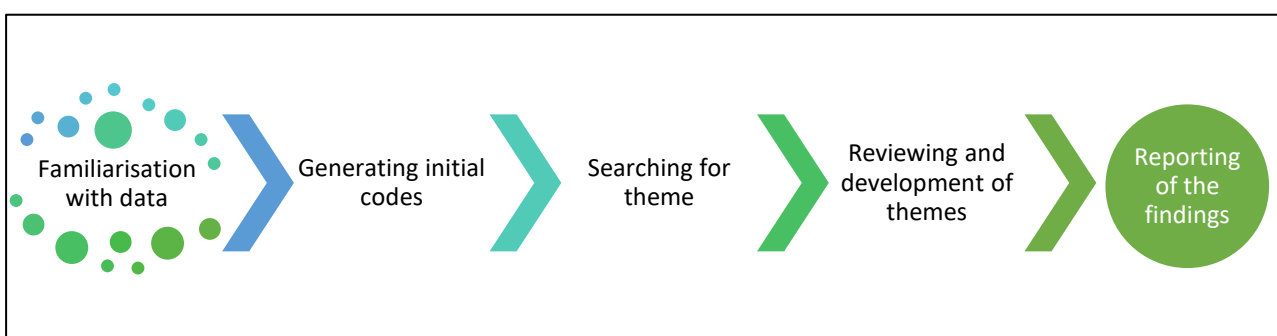 Familiarisation
with data
Generating initial
codes
Searching for
theme
Reviewing and
development of
themes
Reporting
of the
findings